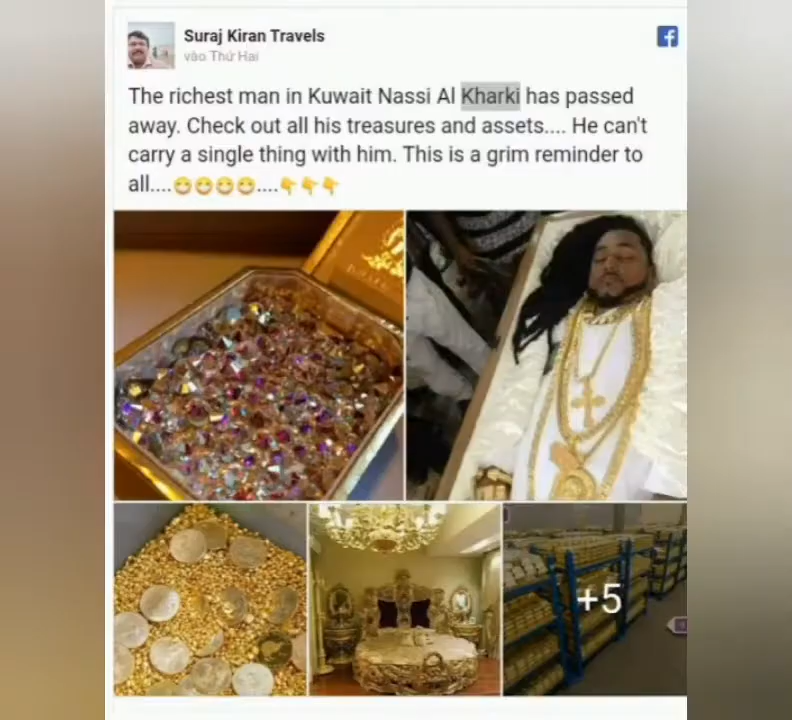 Suraj Kiran Travels
vào Thứ Hai
The richest man in Kuwait Nassi Al Kharki has passed
away. Check out all his treasures and assets.... He can't
carry a single thing with him. This is a grim reminder to
all....😷😷😷😷....👇👇👇
+5